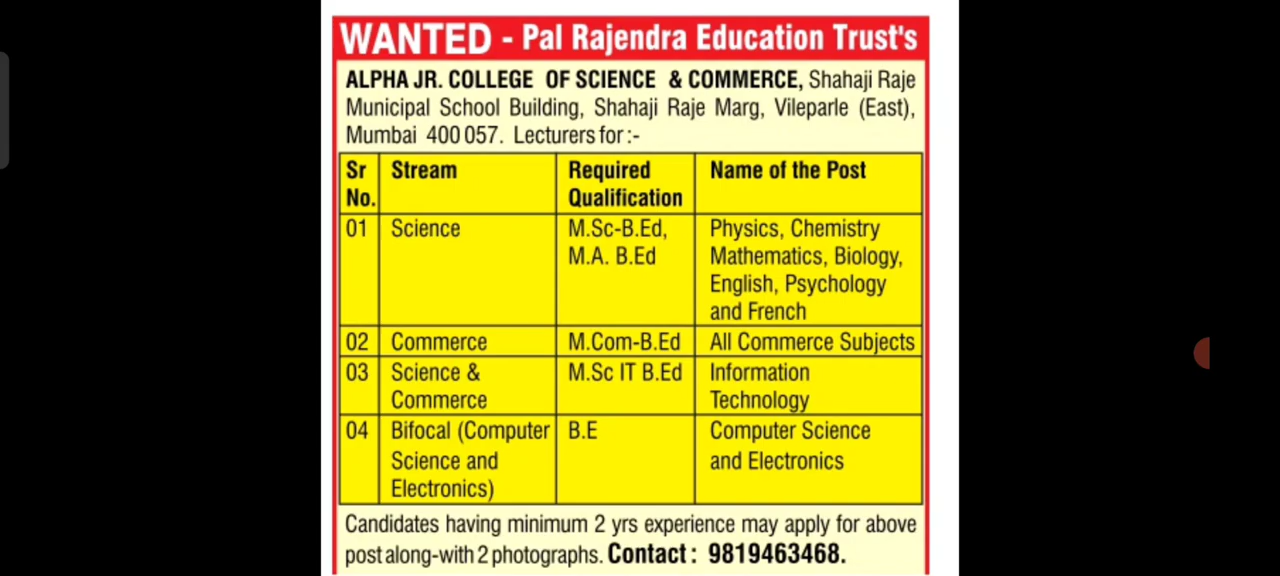 WANTED - Pal Rajendra Education Trust's
ALPHA JR. COLLEGE OF SCIENCE & COMMERCE, Shahaji Raje
Municipal School Building, Shahaji Raje Marg, Vileparle (East),
Mumbai 400 057. Lecturers for :-
Sr No. Stream Required Qualification Name of the Post
01 Science M.Sc-B.Ed, Physics, Chemistry
M.A. B.Ed Mathematics, Biology,
English, Psychology
and French
02 Commerce M.Com-B.Ed All Commerce Subjects
03 Science & M.Sc IT B.Ed Information
Commerce Technology
04 Bifocal (Computer B.E Computer Science
Science and and Electronics
Electronics)
Candidates having minimum 2 yrs experience may apply for above
post along-with 2 photographs. Contact : 9819463468.